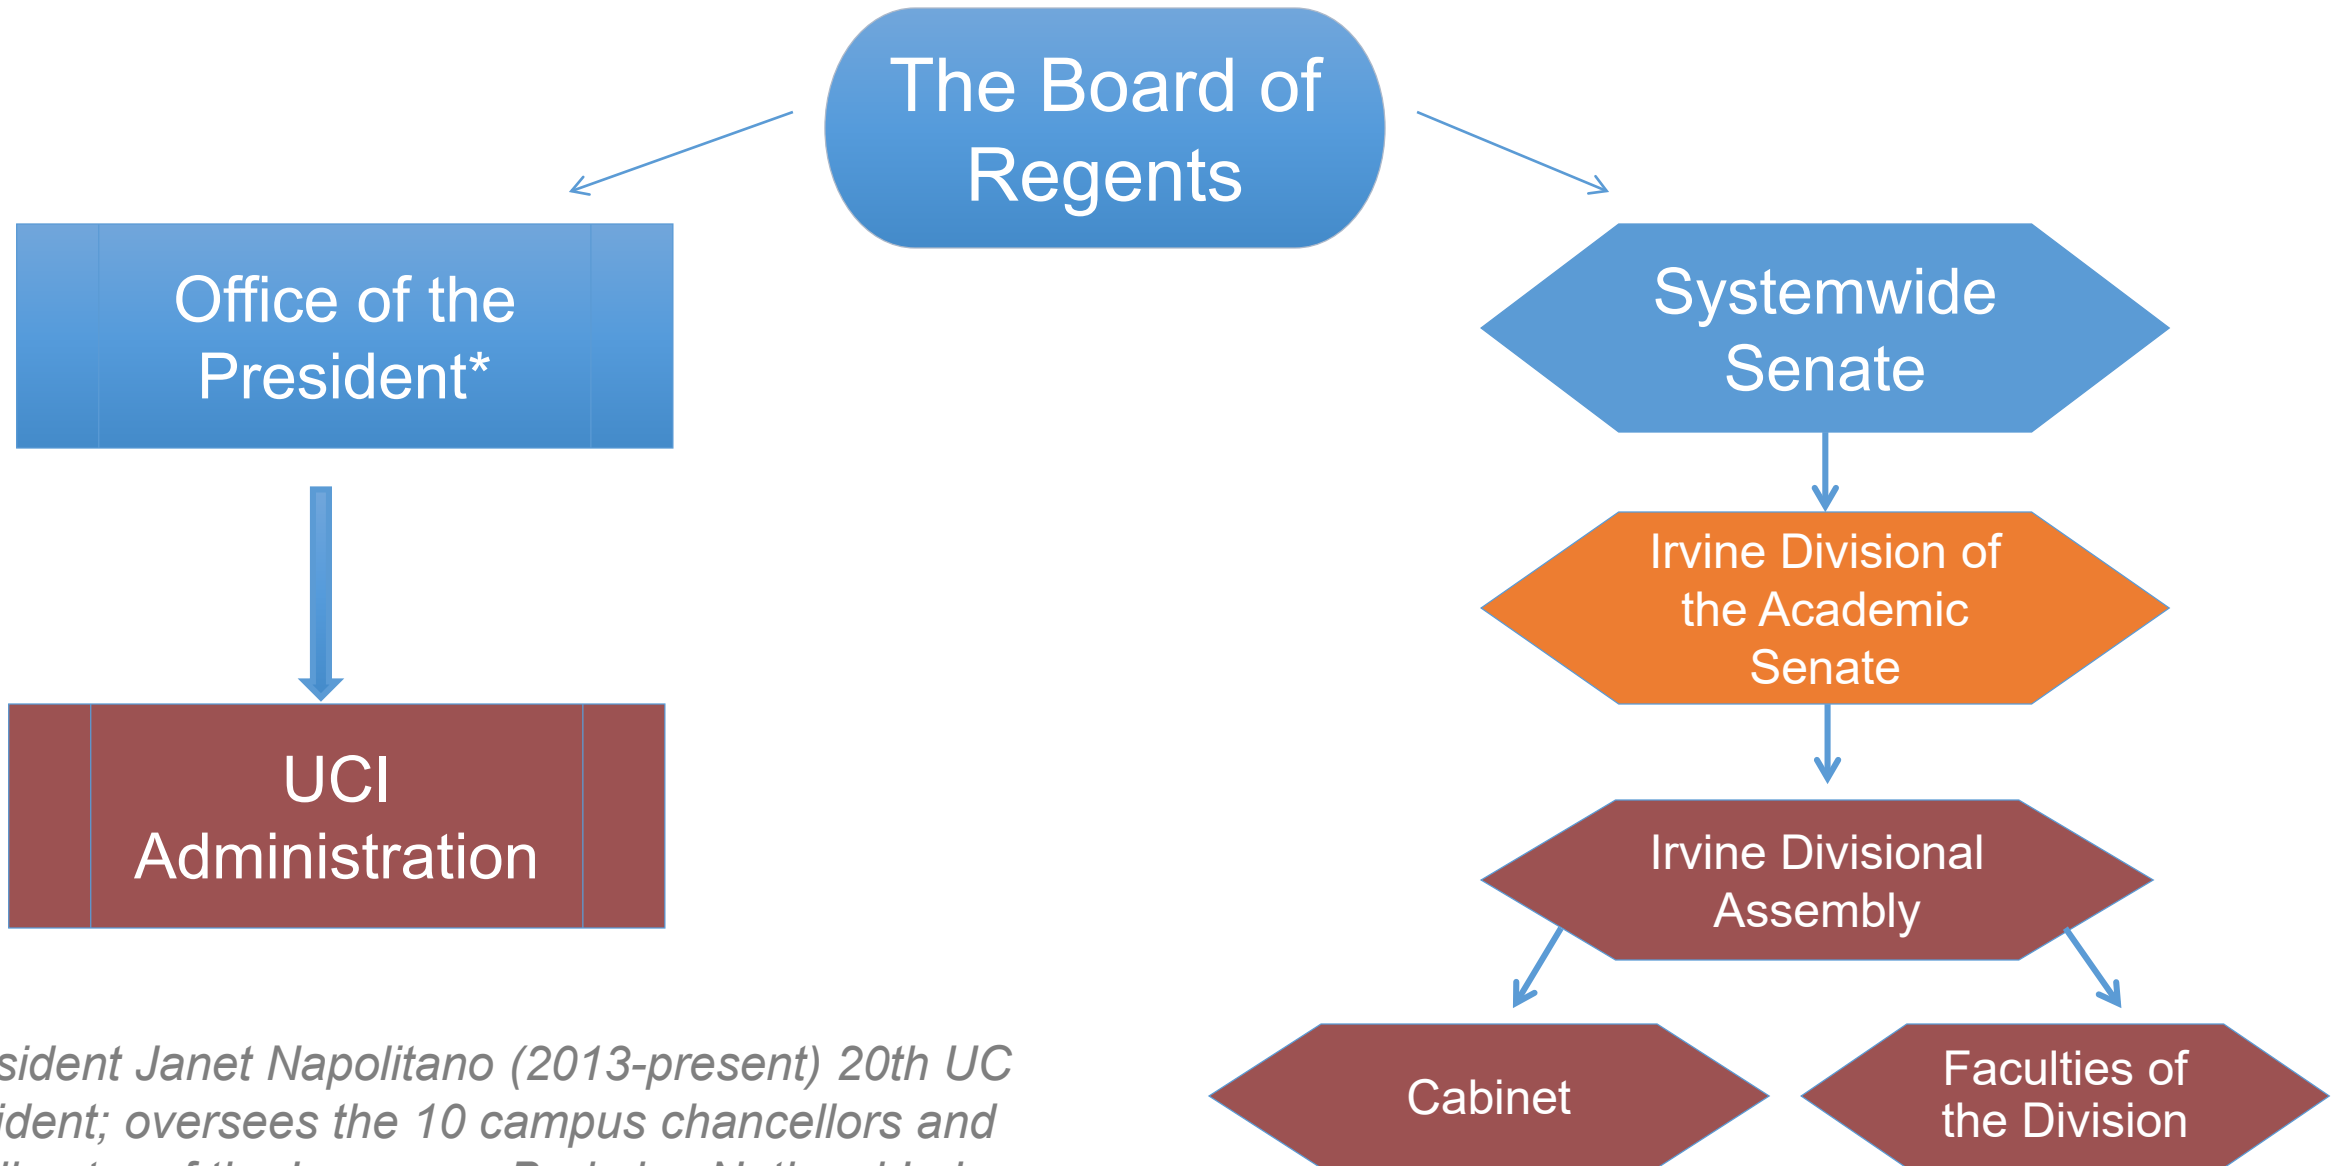 The Board of
Regents
Office of the
President*
Systemwide
Senate
Irvine Division of
the Academic
Senate
UCI
Administration
Irvine Divisional
Assembly
Cabinet
Faculties of
the Division
sident Janet Napolitano (2013-present) 20th UC
ident; oversees the 10 campus chancellors and